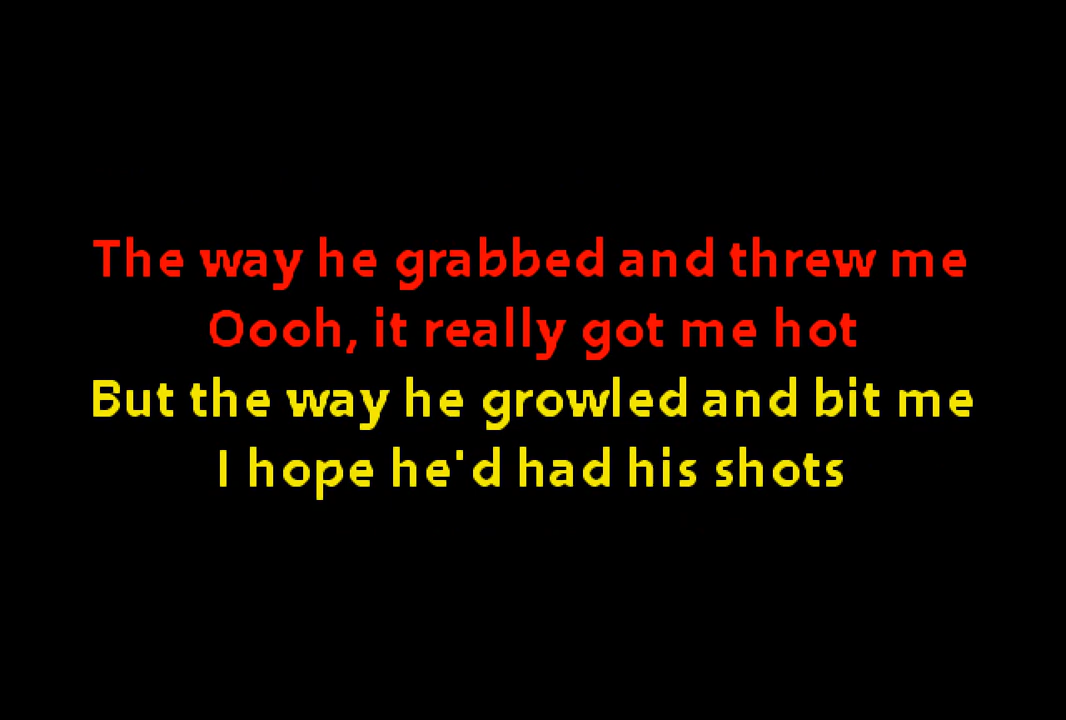 The way he grabbed and threw me
Oooh, it really got me hot
But the way he growled and bit me
I hope he'd had his shots